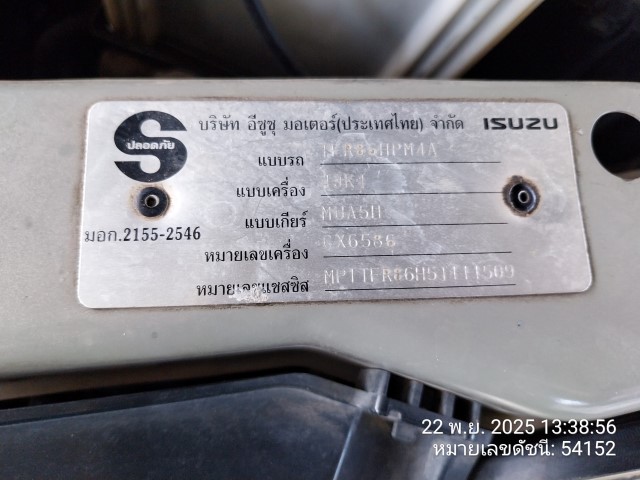 ปลอดภัย
มอก.2155-2546
บริษัท อีซูซุ มอเตอร์(ประเทศไทย) จำกัด ISUZU
แบบรถ TFR86HPM4A
แบบเครื่อง
แบบเกียร์ MUA5H
หมายเลขเครื่อง CX6586
หมายเลขแชสซิส
22 พ.ย. 2025 13:38:56
หมายเลขดัชนี: 54152